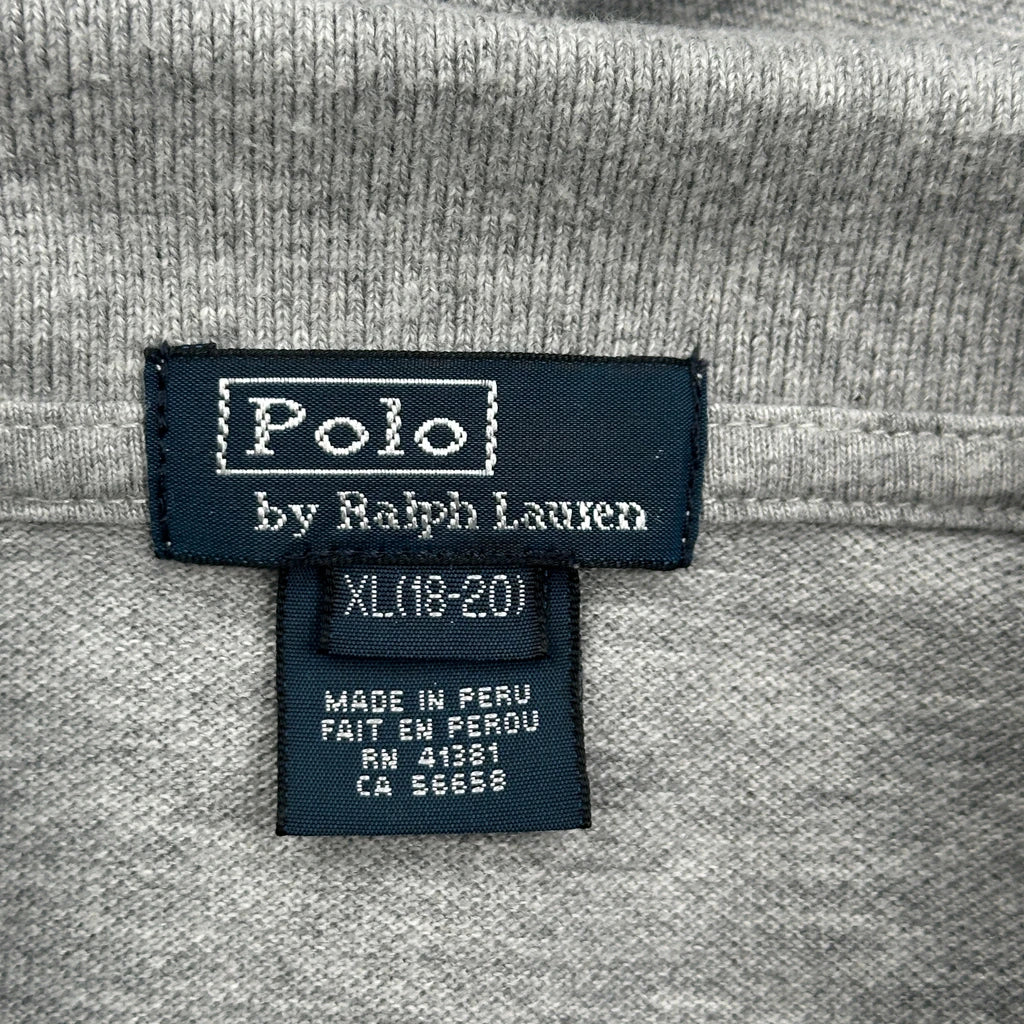 Polo
by Ralph Lauren
XL(18-20)
MADE IN PERU
FAIT EN PEROU
RN 41381
CA 56658